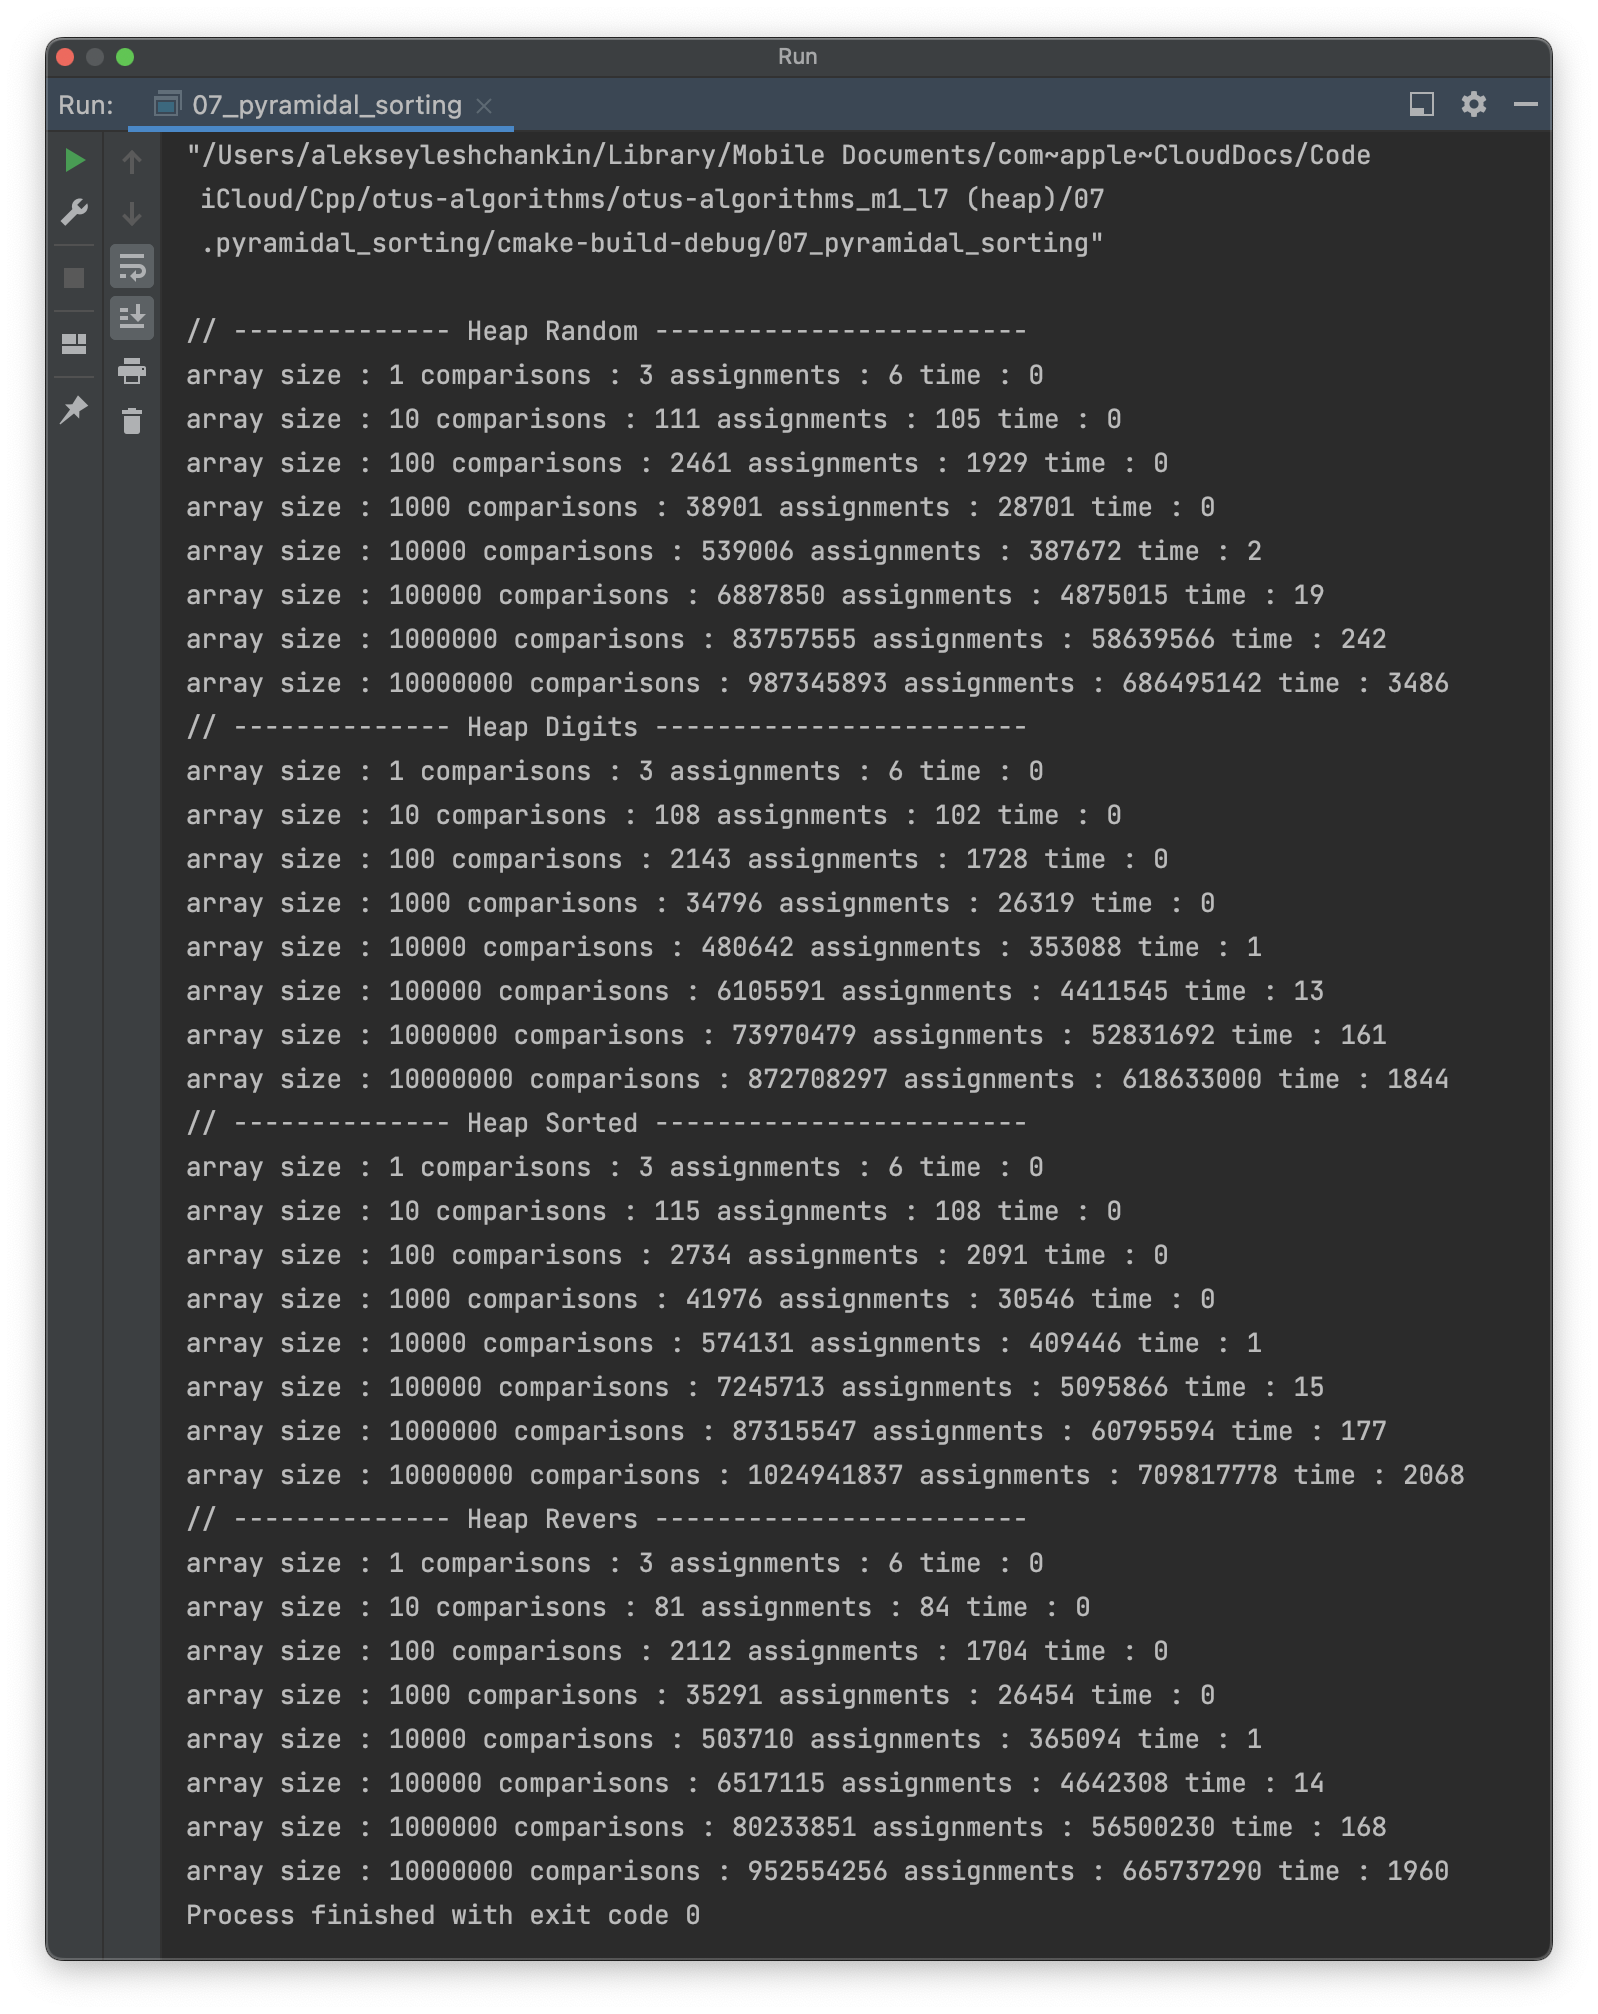 Run
Run: 07_pyramidal_sorting
"/Users/alekseyleshchankin/Library/Mobile Documents/com~apple~CloudDocs/Code
iCloud/Cpp/otus-algorithms/otus-algorithms_m1_l7 (heap)/07
.pyramidal_sorting/cmake-build-debug/07_pyramidal_sorting"
// -------------- Heap Random ------------------------
array size : 1 comparisons : 3 assignments : 6 time : 0
array size : 10 comparisons : 111 assignments : 105 time : 0
array size : 100 comparisons : 2461 assignments : 1929 time : 0
array size : 1000 comparisons : 38901 assignments : 28701 time : 0
array size : 10000 comparisons : 539006 assignments : 387672 time : 2
array size : 100000 comparisons : 6887850 assignments : 4875015 time : 19
array size : 1000000 comparisons : 83757555 assignments : 58639566 time : 242
array size : 10000000 comparisons : 987345893 assignments : 686495142 time : 3486
// -------------- Heap Digits ------------------------
array size : 1 comparisons : 3 assignments : 6 time : 0
array size : 10 comparisons : 108 assignments : 102 time : 0
array size : 100 comparisons : 2143 assignments : 1728 time : 0
array size : 1000 comparisons : 34796 assignments : 26319 time : 0
array size : 10000 comparisons : 480642 assignments : 353088 time : 1
array size : 100000 comparisons : 6105591 assignments : 4411545 time : 13
array size : 1000000 comparisons : 73970479 assignments : 52831692 time : 161
array size : 10000000 comparisons : 872708297 assignments : 618633000 time : 1844
// -------------- Heap Sorted ------------------------
array size : 1 comparisons : 3 assignments : 6 time : 0
array size : 10 comparisons : 115 assignments : 108 time : 0
array size : 100 comparisons : 2734 assignments : 2091 time : 0
array size : 1000 comparisons : 41976 assignments : 30546 time : 0
array size : 10000 comparisons : 574131 assignments : 409446 time : 1
array size : 100000 comparisons : 7245713 assignments : 5095866 time : 15
array size : 1000000 comparisons : 87315547 assignments : 60795594 time : 177
array size : 10000000 comparisons : 1024941837 assignments : 709817778 time : 2068
// -------------- Heap Revers ------------------------
array size : 1 comparisons : 3 assignments : 6 time : 0
array size : 10 comparisons : 81 assignments : 84 time : 0
array size : 100 comparisons : 2112 assignments : 1704 time : 0
array size : 1000 comparisons : 35291 assignments : 26454 time : 0
array size : 10000 comparisons : 503710 assignments : 365094 time : 1
array size : 100000 comparisons : 6517115 assignments : 4642308 time : 14
array size : 1000000 comparisons : 80233851 assignments : 56500230 time : 168
array size : 10000000 comparisons : 952554256 assignments : 665737290 time : 1960
Process finished with exit code 0